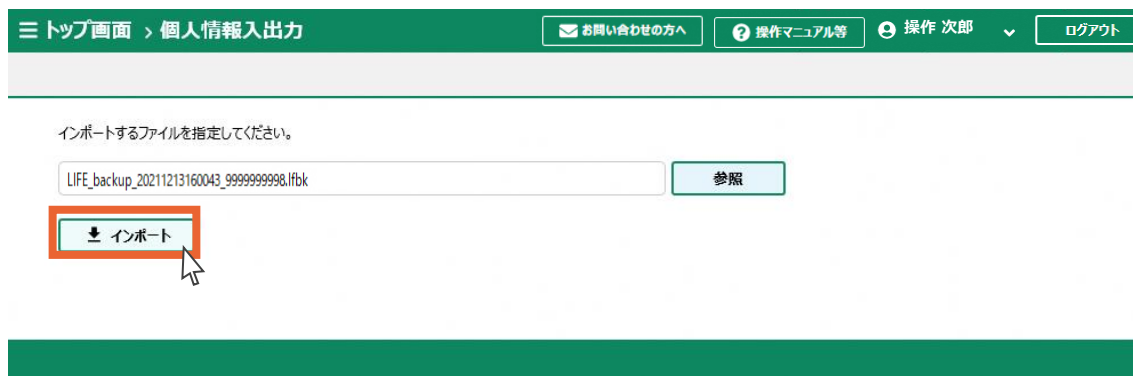 トップ画面 > 個人情報入出力 お問い合わせの方へ ? 操作マニュアル等 操作 次郎 ログアウト
インポートするファイルを指定してください。
LIFE_backup_20211213160043_9999999998.lfbk 参照
インポート